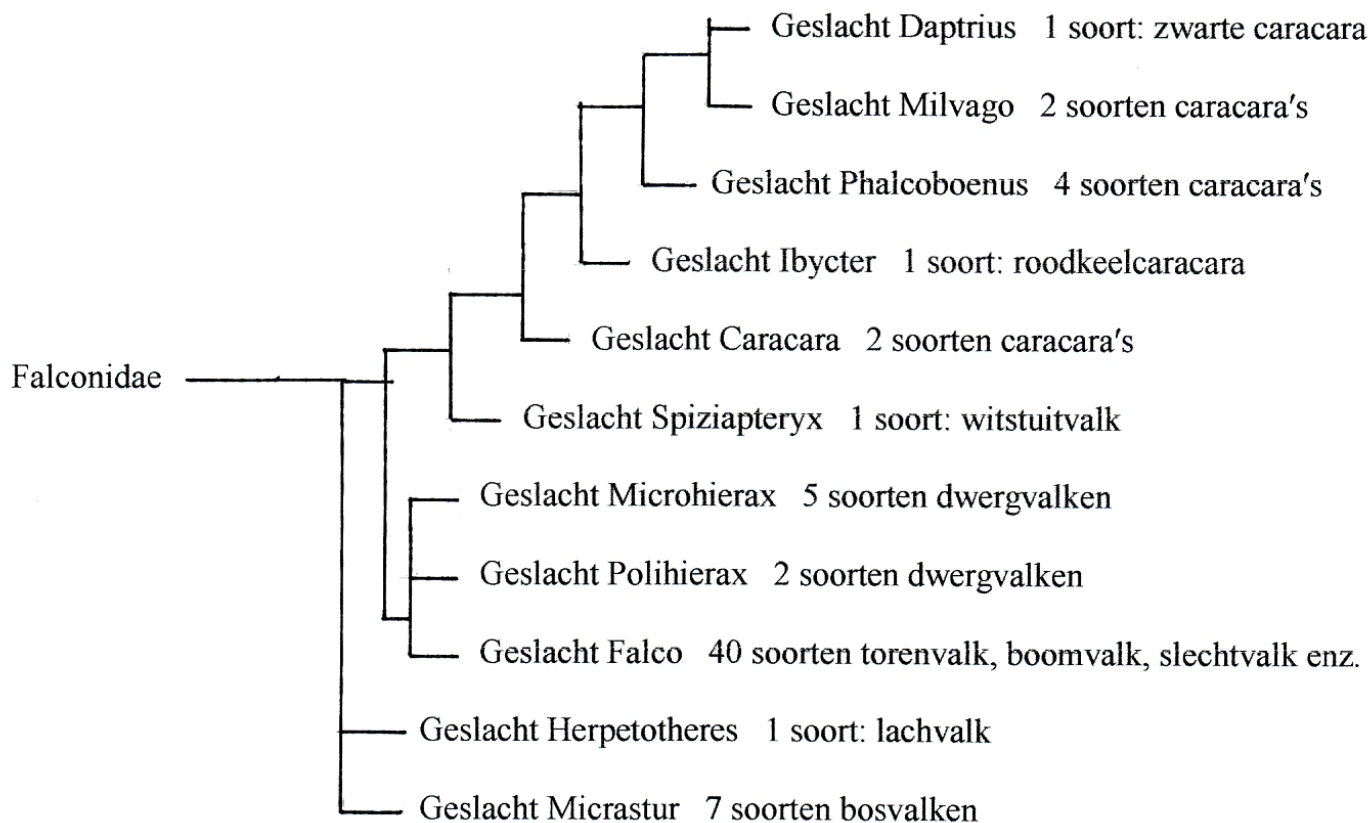 Geslacht Daptrius 1 soort: zwarte caracara
Geslacht Milvago 2 soorten caracara's
Geslacht Phalcoboenus 4 soorten caracara's
Geslacht Ibycter 1 soort: roodkeelcaracara
Geslacht Caracara 2 soorten caracara's
Falconidae
Geslacht Spiziapteryx 1 soort: witstuitvalk
Geslacht Microhierax 5 soorten dwergvalken
Geslacht Polihierax 2 soorten dwergvalken
Geslacht Falco 40 soorten torenvalk, boomvalk, slechtvalk enz.
Geslacht Herpetotheres 1 soort: lachvalk
Geslacht Micrastur 7 soorten bosvalken